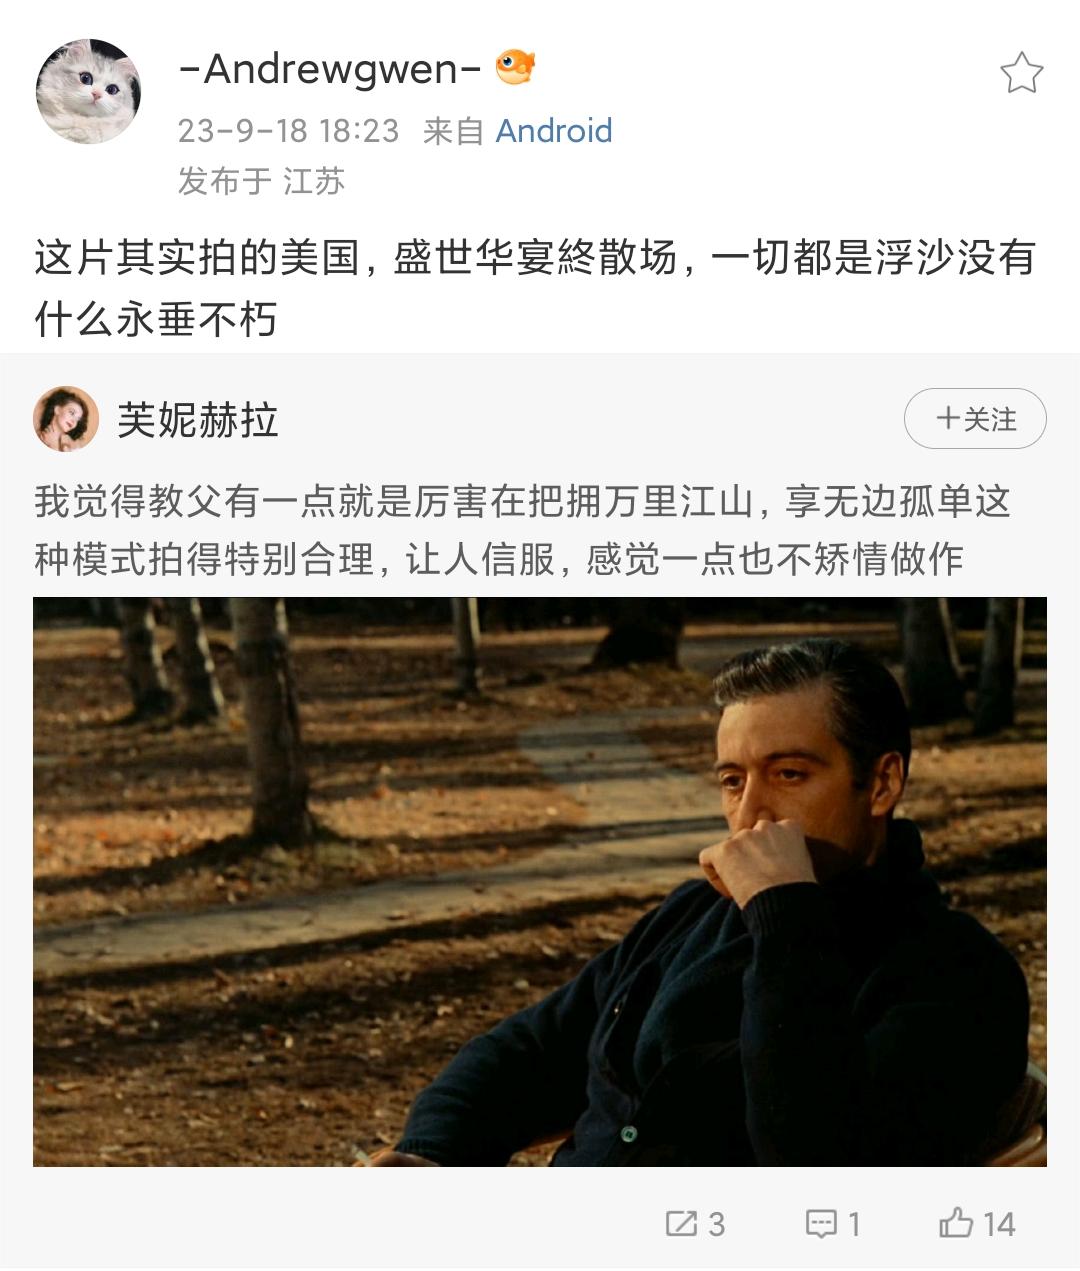 -Andrewgwen-
23-9-18 18:23 来自 Android
发布于 江苏
这片其实拍的美国，盛世华宴終散场，一切都是浮沙没有
什么永垂不朽
芙妮赫拉
+关注
我觉得教父有一点就是厉害在把拥万里江山，享无边孤单这
种模式拍得特别合理，让人信服，感觉一点也不矫情做作
3
1
14